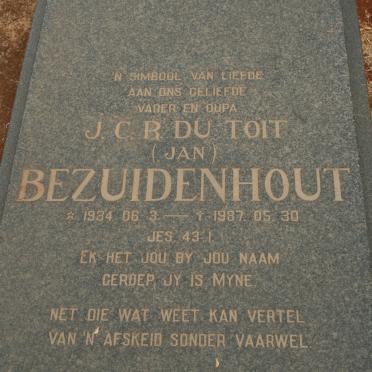 'N SIMBOOL VAN LIEFDE
AAN ONS GELIEFDE
VADER EN OUPA
J.C.R. DU TOIT
(JAN)
BEZUIDENHOUT
☆ 1934. 06. 3. — ✝ 1987. 05. 30
JES. 43:1.
EK HET JOU BY JOU NAAM
GEROEP, JY IS MYNE.
NET DIE WAT WEET KAN VERTEL
VAN 'N AFSKEID SONDER VAARWEL.